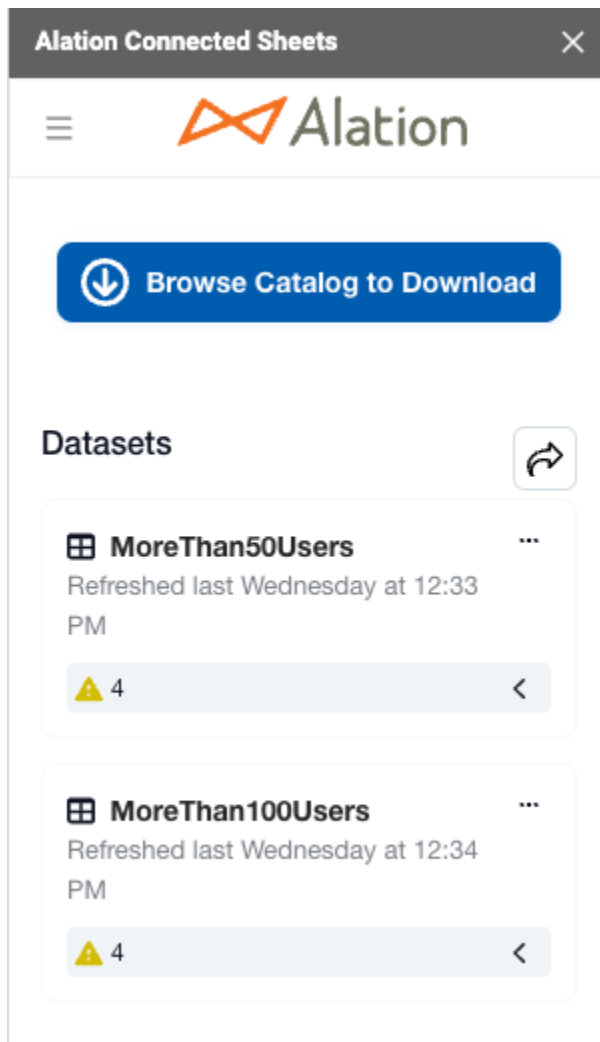 Alation Connected Sheets
Alation
Browse Catalog to Download
Datasets
MoreThan50Users
Refreshed last Wednesday at 12:33
PM
4
MoreThan100Users
Refreshed last Wednesday at 12:34
PM
4